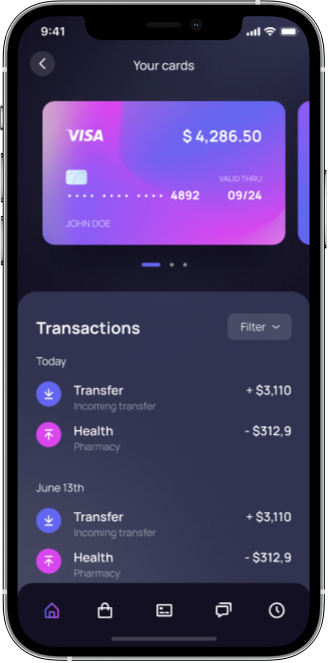 9:41
Your cards
VISA $ 4,286.50
VALID THRU
•••• •••• •••• 4892 09/24
JOHN DOE
Transactions Filter
Today
Transfer + $3,110
Incoming transfer
Health - $312,9
Pharmacy
June 13th
Transfer + $3,110
Incoming transfer
Health - $312,9
Pharmacy